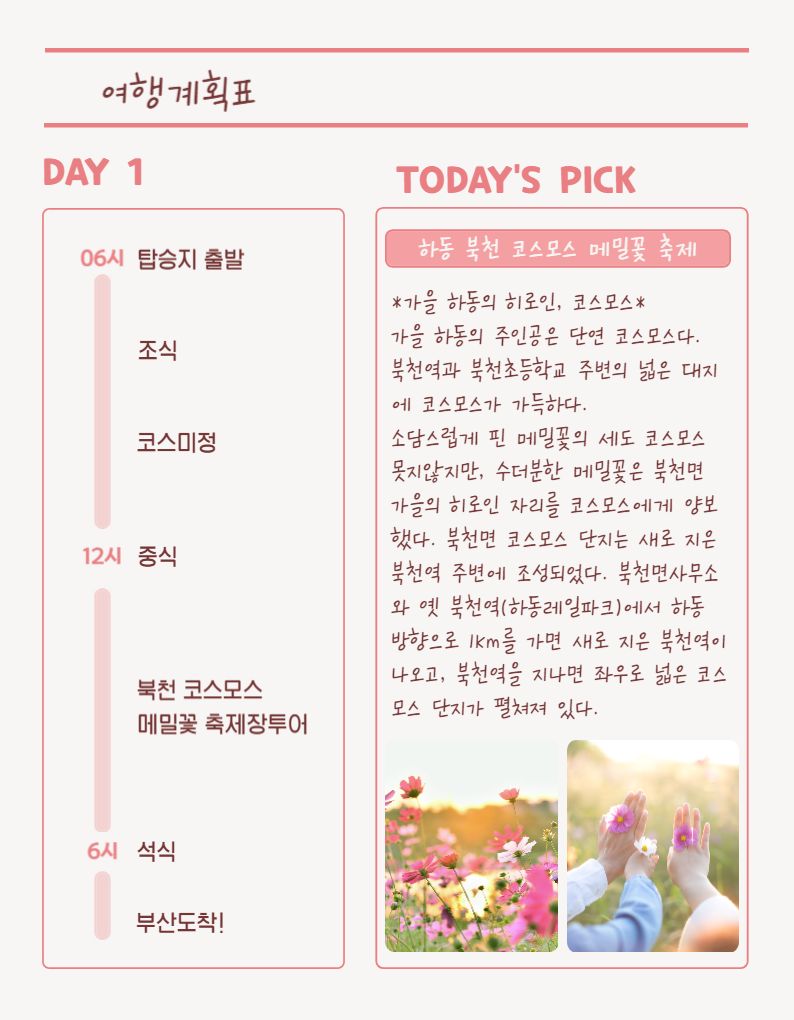 여행계획표
DAY 1
06시 탑승지 출발
조식
코스미정
12시 중식
북천 코스모스
메밀꽃 축제장투어
6시 석식
부산도착!
TODAY'S PICK
하동 북천 코스모스 메밀꽃 축제
*가을 하동의 히로인, 코스모스*
가을 하동의 주인공은 단연 코스모스다.
북천역과 북천초등학교 주변의 넓은 대지
에 코스모스가 가득하다.
소담스럽게 핀 메밀꽃의 세도 코스모스
못지않지만, 수더분한 메밀꽃은 북천면
가을의 히로인 자리를 코스모스에게 양보
했다. 북천면 코스모스 단지는 새로 지은
북천역 주변에 조성되었다. 북천면사무소
와 옛 북천역(하동레일파크)에서 하동
방향으로 1km를 가면 새로 지은 북천역이
나오고, 북천역을 지나면 좌우로 넓은 코스
모스 단지가 펼쳐져 있다.